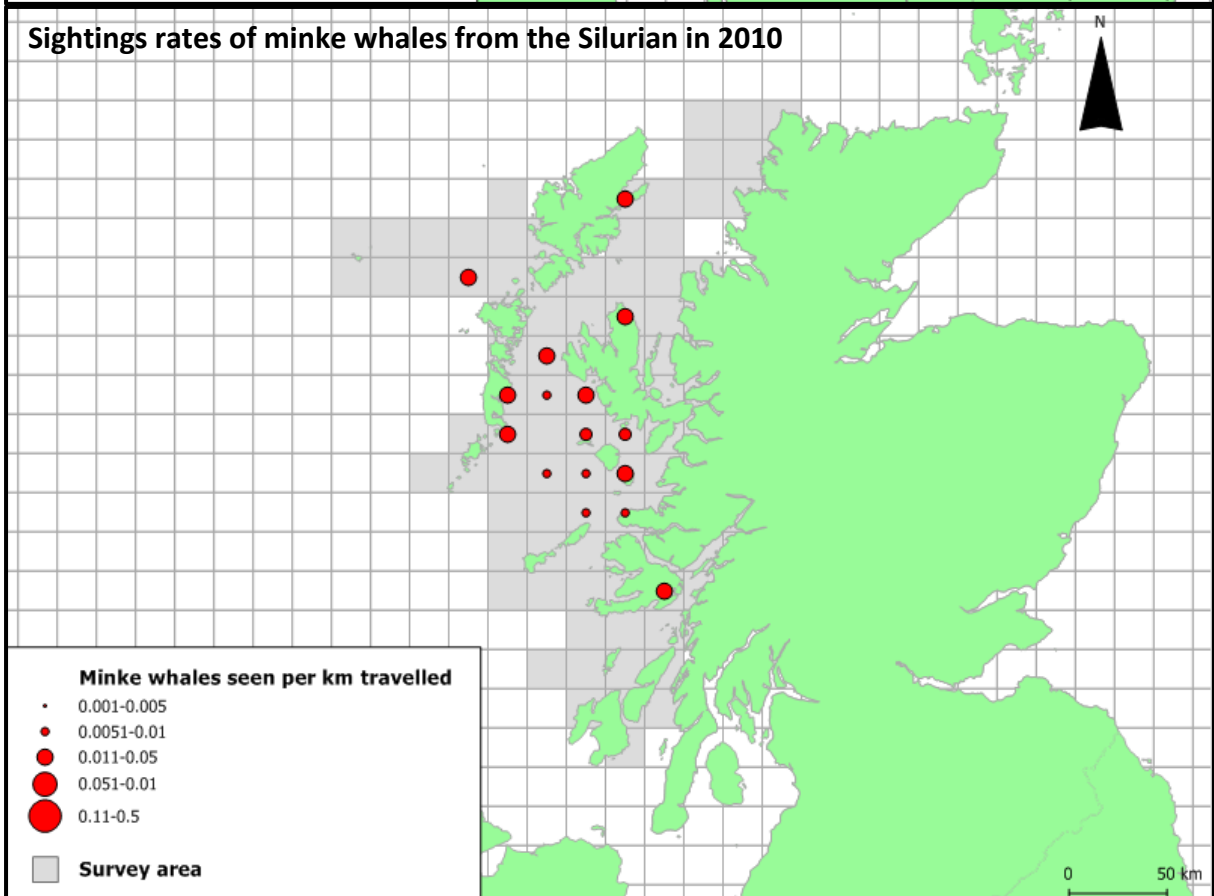 Sightings rates of minke whales from the Silurian in 2010
N
Minke whales seen per km travelled
0.001-0.005
0.0051-0.01
0.011-0.05
0.051-0.01
0.11-0.5
Survey area
0 50 km